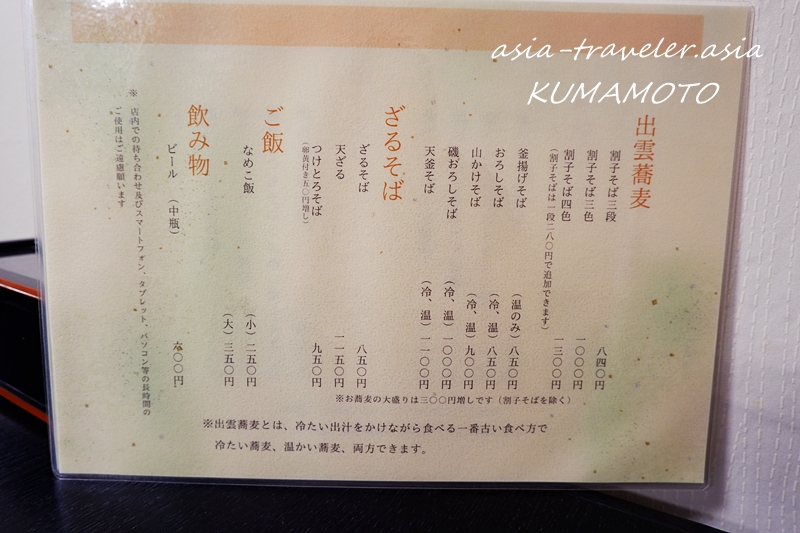 asia-traveler.asia
KUMAMOTO
出雲蕎麦
割子そば三段 八四〇円
割子そば三色 一〇〇〇円
割子そば四色 一三〇〇円
（割子そばは一段二八〇円で追加できます）
釜揚げそば （温のみ）八五〇円
おろしそば （冷、温）八五〇円
山かけそば （冷、温）九〇〇円
磯おろしそば （冷、温）一〇〇〇円
天釜そば （冷、温）一一〇〇円
ざるそば
ざるそば 八五〇円
天ざる 一一五〇円
つけとろそば 九五〇円
（卵黄付き五〇円増し）
ご飯
なめこ飯 （小）二五〇円
（大）三五〇円
飲み物
ビール （中瓶） 六〇〇円
※ 店内での待ち合わせ及びスマートフォン、タブレット、パソコン等の長時間の
ご使用はご遠慮願います
※お蕎麦の大盛りは三〇〇円増しです（割子そばを除く）
※出雲蕎麦とは、冷たい出汁をかけながら食べる一番古い食べ方で
冷たい蕎麦、温かい蕎麦、両方できます。